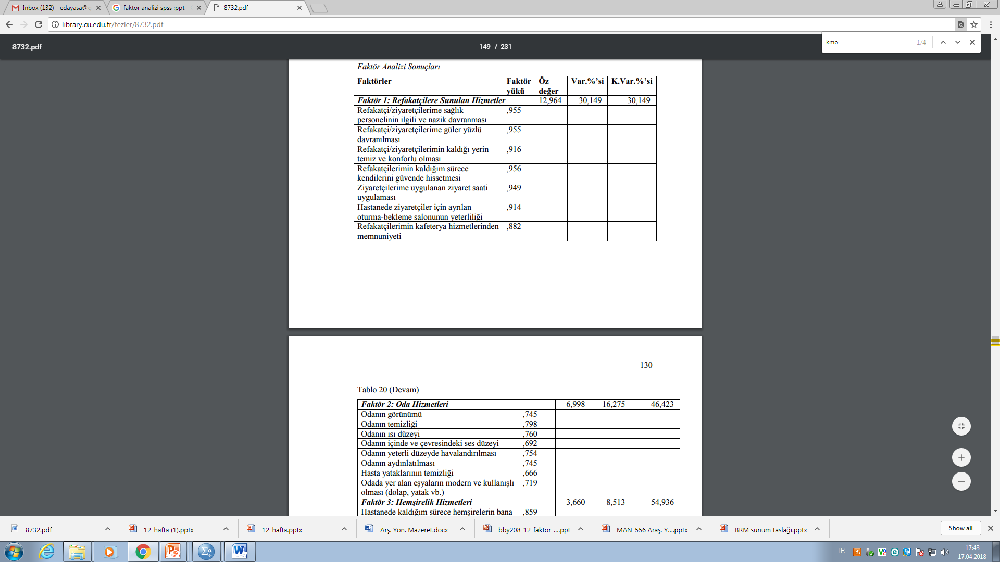 Inbox (132) - edayasa@g
faktör analizi spss :ppt -
8732.pdf
library.cu.edu.tr/tezler/8732.pdf
kmo 1/4
8732.pdf
149 / 231
Faktör Analizi Sonuçları
Faktörler Faktör yükü Öz değer Var.%'si K.Var.%'si
Faktör 1: Refakatçilere Sunulan Hizmetler 12,964 30,149 30,149
Refakatçi/ziyaretçilerime sağlık ,955
personelinin ilgili ve nazik davranması
Refakatçi/ziyaretçilerime güler yüzlü ,955
davranılması
Refakatçi/ziyaretçilerimin kaldığı yerin ,916
temiz ve konforlu olması
Refakatçilerimin kaldığım sürece ,956
kendilerini güvende hissetmesi
Ziyaretçilerime uygulanan ziyaret saati ,949
uygulaması
Hastanede ziyaretçiler için ayrılan ,914
oturma-bekleme salonunun yeterliliği
Refakatçilerimin kafeterya hizmetlerinden ,882
memnuniyeti
130
Tablo 20 (Devam)
Faktör 2: Oda Hizmetleri 6,998 16,275 46,423
Odanın görünümü ,745
Odanın temizliği ,798
Odanın ısı düzeyi ,760
Odanın içinde ve çevresindeki ses düzeyi ,692
Odanın yeterli düzeyde havalandırılması ,754
Odanın aydınlatılması ,745
Hasta yataklarının temizliği ,666
Odada yer alan eşyaların modern ve kullanışlı ,719
olması (dolap, yatak vb.)
Faktör 3: Hemşirelik Hizmetleri 3,660 8,513 54,936
Hastanede kaldığım sürece hemşirelerin bana ,859
8732.pdf
12_hafta (1).pptx
12_hafta.pptx
Arş. Yön. Mazeret.docx
bby208-12-faktor-....ppt
MAN-556 Araş. Y....pptx
BRM sunum taslağı.pptx
Show all
TR
17:43
17.04.2018